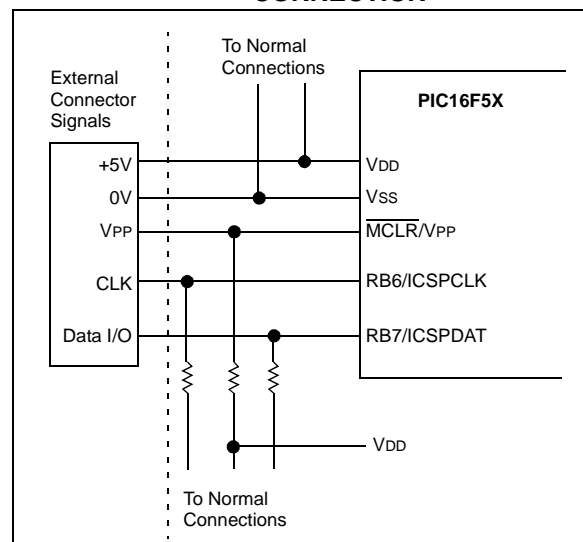 CONNECTION
To Normal
Connections
External
Connector
Signals
PIC16F5X
+5V
VDD
0V
VSS
VPP
MCLR/VPP
CLK
RB6/ICSPCLK
Data I/O
RB7/ICSPDAT
VDD
To Normal
Connections